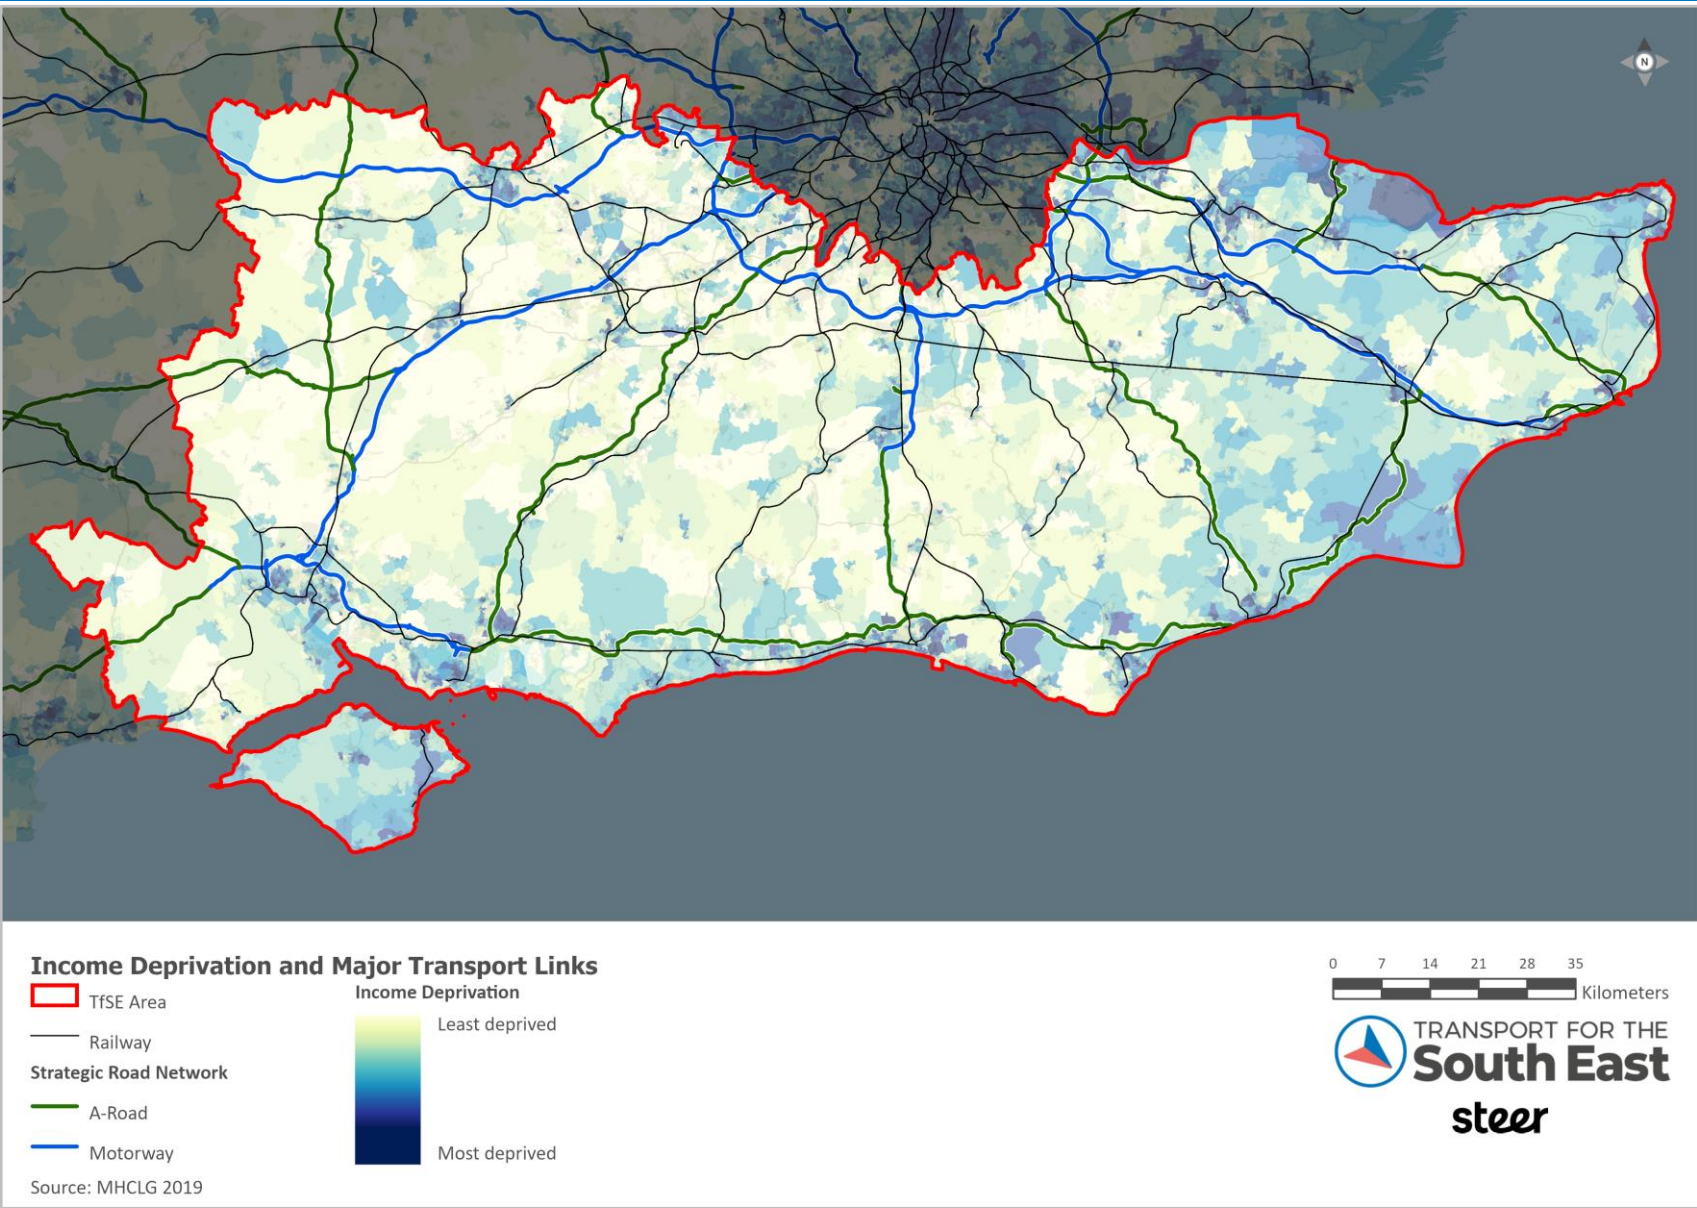 N
Income Deprivation and Major Transport Links
TfSE Area
Railway
Strategic Road Network
A-Road
Motorway
Source: MHCLG 2019
Income Deprivation
Least deprived
Most deprived
0 7 14 21 28 35
Kilometers
TRANSPORT FOR THE
South East
steer